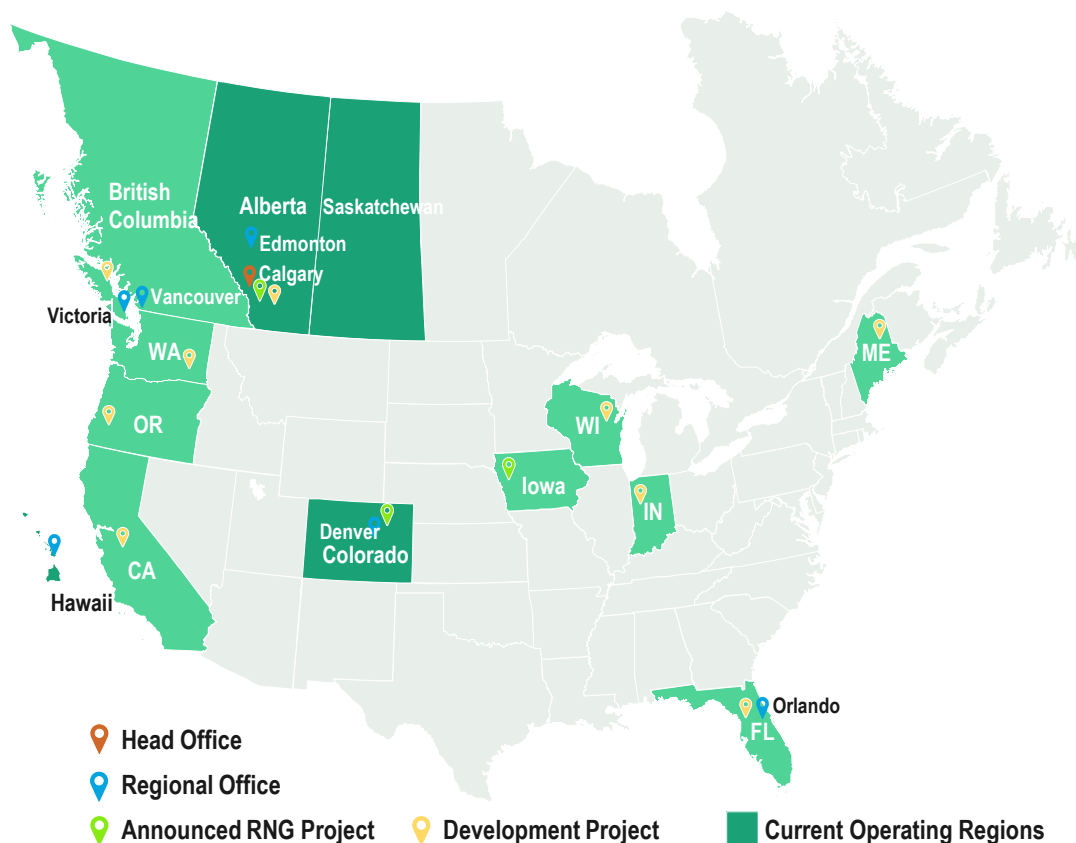 British
Columbia
Alberta
Saskatchewan
Edmonton
Calgary
Vancouver
Victoria
WA
ME
OR
WI
Iowa
IN
Denver
Colorado
CA
Hawaii
Orlando
FL
Head Office
Regional Office
Announced RNG Project
Development Project
Current Operating Regions